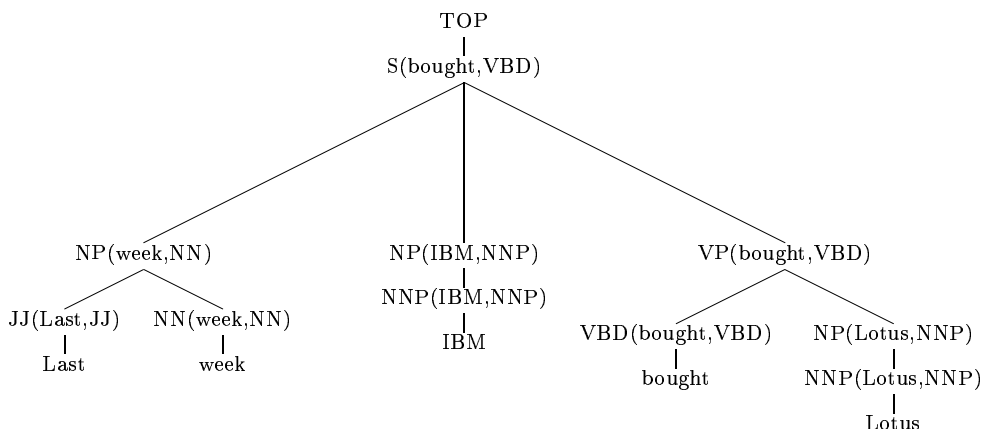 TOP
S(bought,VBD)
NP(week,NN) NP(IBM,NNP) VP(bought,VBD)
NNP(IBM,NNP)
JJ(Last,JJ) NN(week,NN) VBD(bought,VBD) NP(Lotus,NNP)
IBM
Last week bought NNP(Lotus,NNP)
Lotus